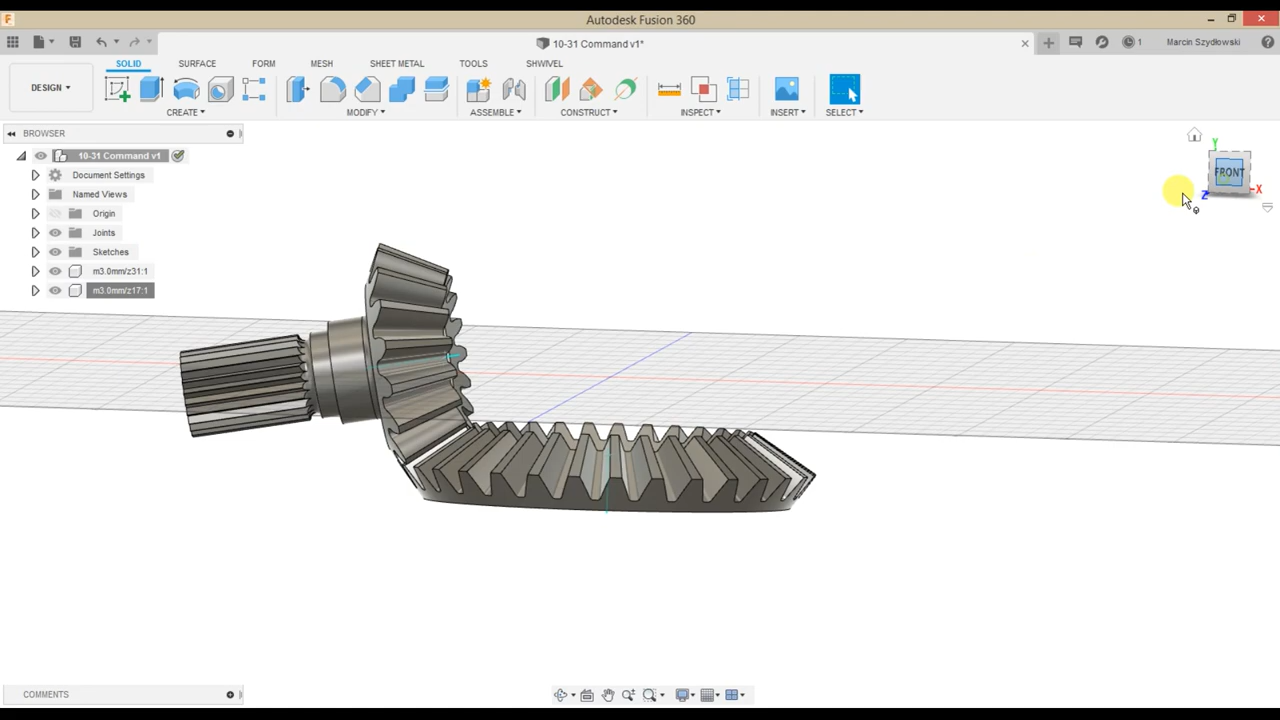 Autodesk Fusion 360
10-31 Command v1*
1
Marcin Szydłowski
DESIGN
SOLID
SURFACE
FORM
MESH
SHEET METAL
TOOLS
SHWIVEL
CREATE
MODIFY
ASSEMBLE
CONSTRUCT
INSPECT
INSERT
SELECT
BROWSER
10-31 Command v1
Document Settings
Named Views
Origin
Joints
Sketches
m3.0mm/z31:1
m3.0mm/z17:1
Y
FRONT
Z
X
COMMENTS